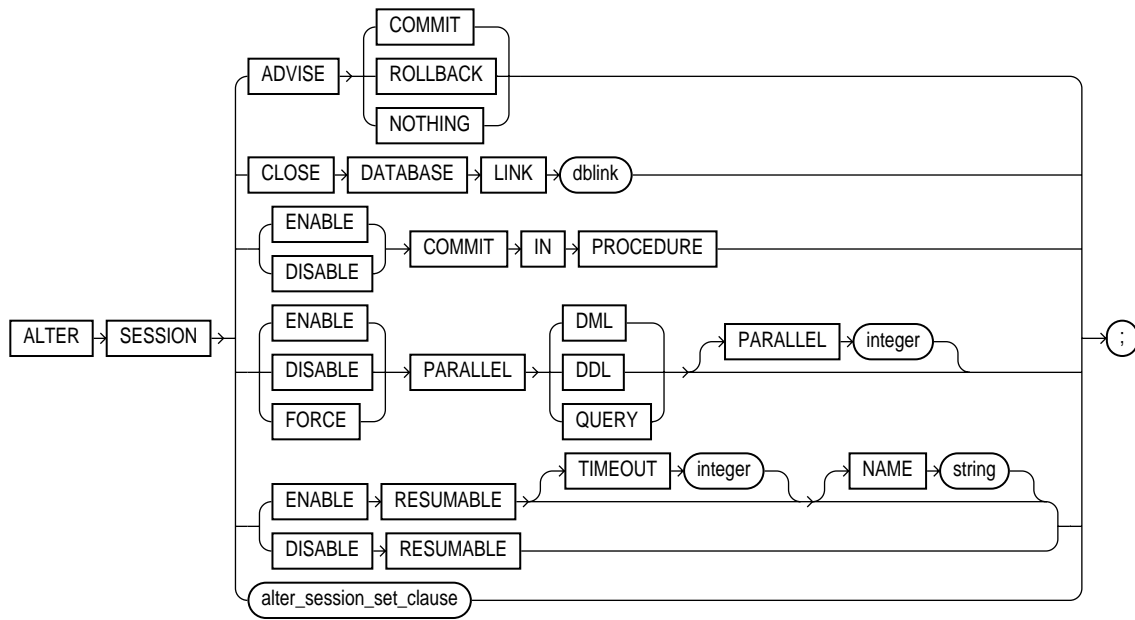 COMMIT
ADVISE ROLLBACK
NOTHING
CLOSE DATABASE LINK dblink
ENABLE
COMMIT IN PROCEDURE
DISABLE
ENABLE DML PARALLEL integer
ALTER SESSION ;
DISABLE PARALLEL DDL
FORCE QUERY
TIMEOUT integer NAME string
ENABLE RESUMABLE
DISABLE RESUMABLE
alter_session_set_clause